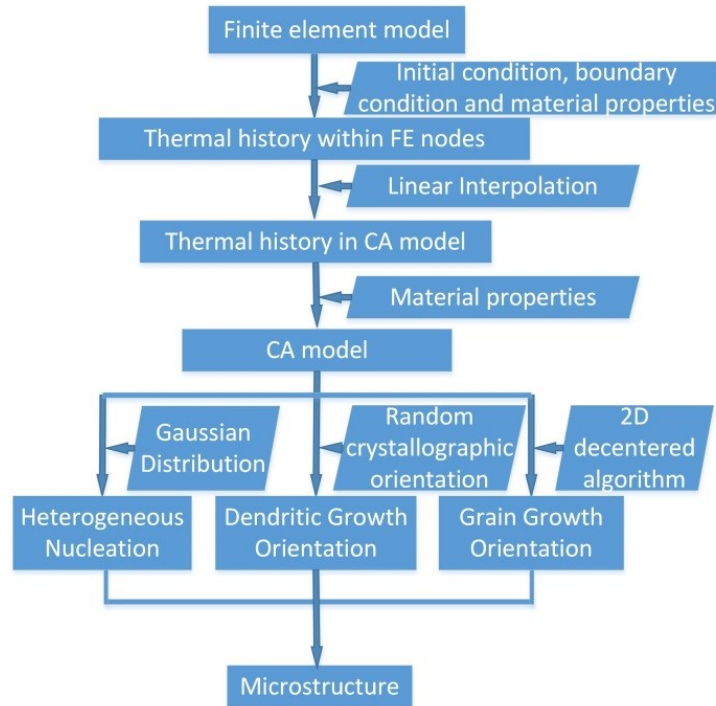 Finite element model
Initial condition, boundary
condition and material properties
Thermal history within FE nodes
Linear Interpolation
Thermal history in CA model
Material properties
CA model
Gaussian
Distribution
Random
crystallographic
orientation
2D
decentered
algorithm
Heterogeneous
Nucleation
Dendritic Growth
Orientation
Grain Growth
Orientation
Microstructure